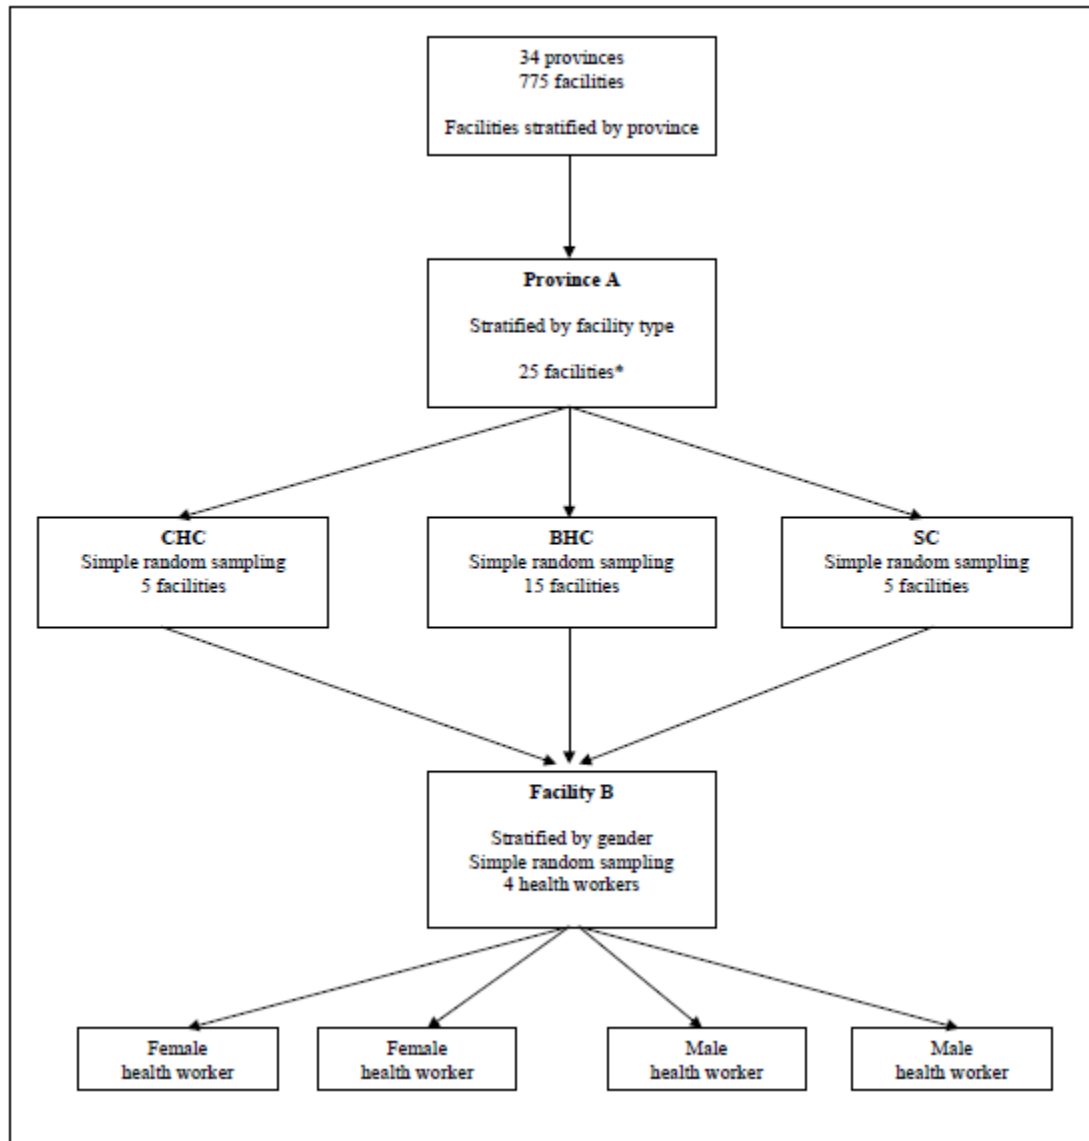 34 provinces
775 facilities
Facilities stratified by province
Province A
Stratified by facility type
25 facilities*
CHC
Simple random sampling
5 facilities
BHC
Simple random sampling
15 facilities
SC
Simple random sampling
5 facilities
Facility B
Stratified by gender
Simple random sampling
4 health workers
Female
health worker
Female
health worker
Male
health worker
Male
health worker